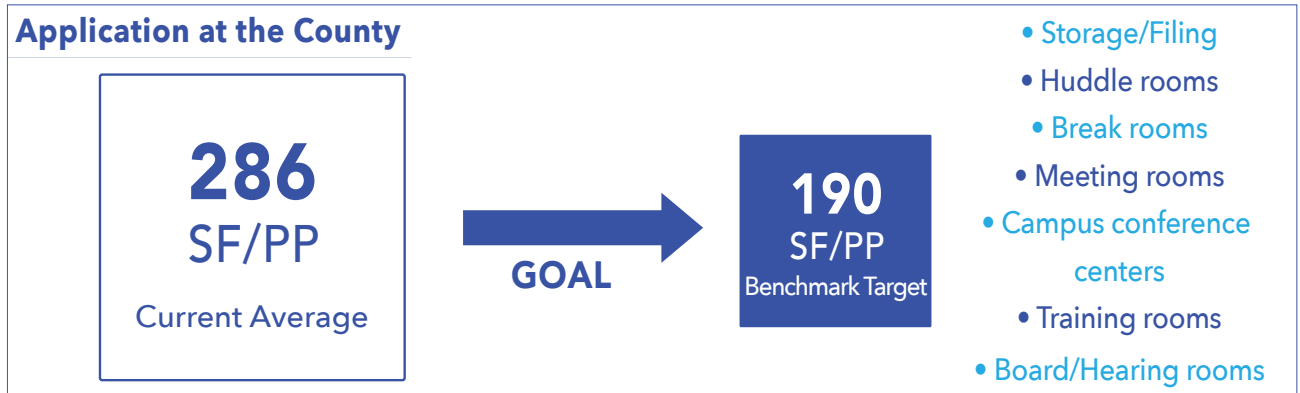 Application at the County
286
SF/PP
Current Average
GOAL
190
SF/PP
Benchmark Target
• Storage/Filing
• Huddle rooms
• Break rooms
• Meeting rooms
• Campus conference
centers
• Training rooms
• Board/Hearing rooms